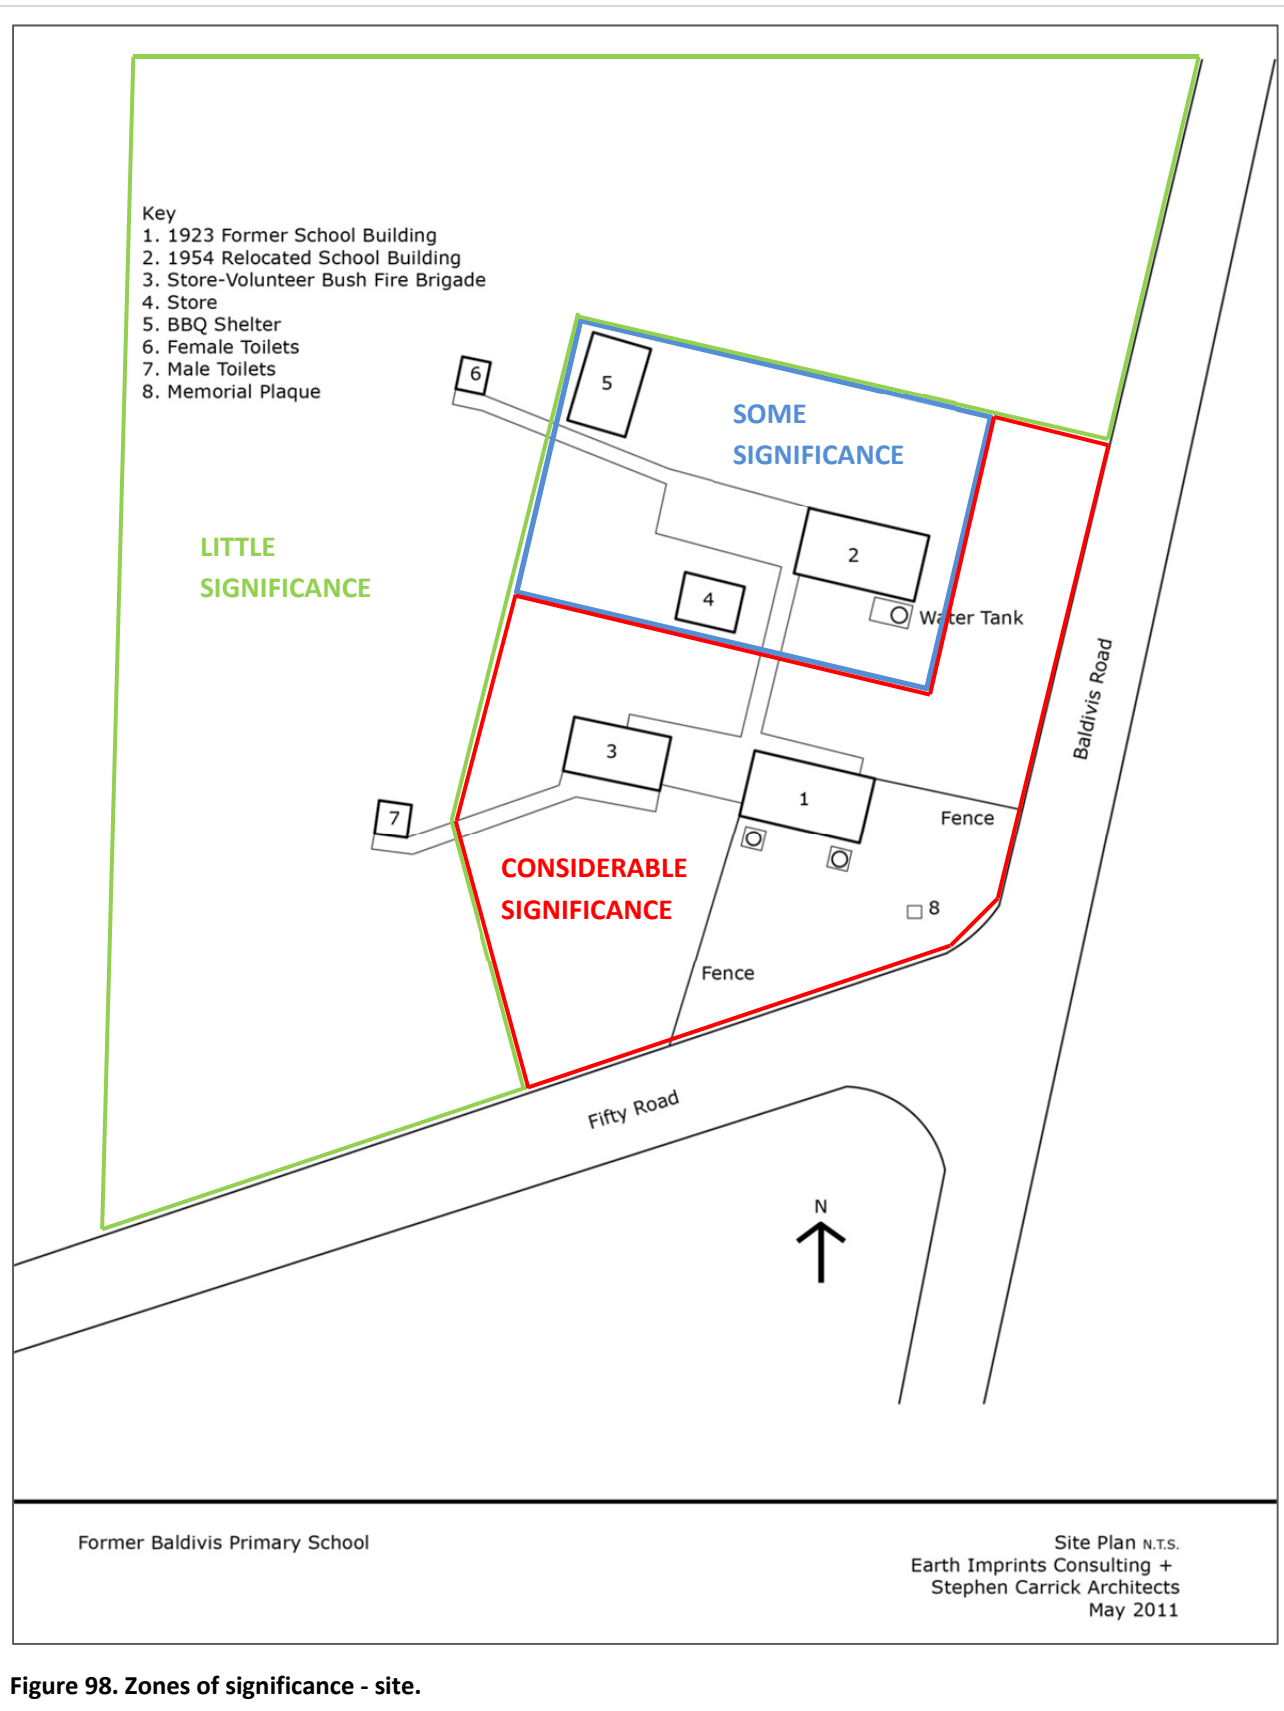 Key
1. 1923 Former School Building
2. 1954 Relocated School Building
3. Store-Volunteer Bush Fire Brigade
4. Store
5. BBQ Shelter
6. Female Toilets
7. Male Toilets
8. Memorial Plaque
6
5
SOME
SIGNIFICANCE
LITTLE
SIGNIFICANCE
2
4
Water Tank
Baldivis Road
3
1
7
Fence
CONSIDERABLE
SIGNIFICANCE
8
Fence
Fifty Road
N
Former Baldivis Primary School
Site Plan N.T.S.
Earth Imprints Consulting +
Stephen Carrick Architects
May 2011
Figure 98. Zones of significance - site.